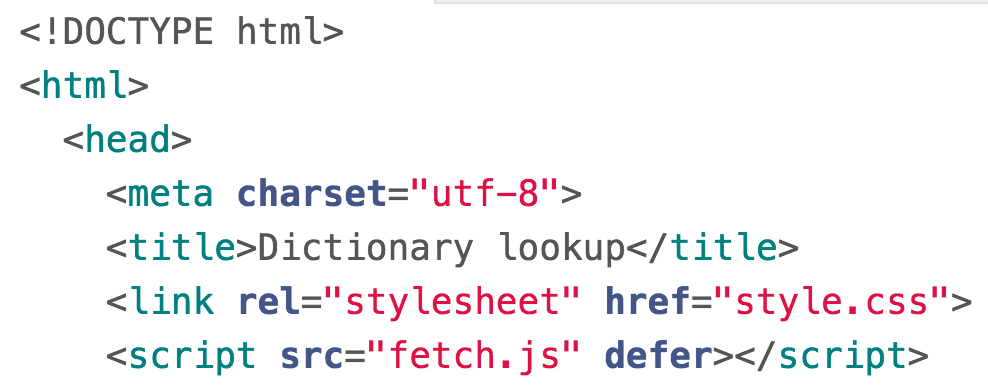 <!DOCTYPE html>
<html>
<head>
<meta charset="utf-8">
<title>Dictionary lookup</title>
<link rel="stylesheet" href="style.css">
<script src="fetch.js" defer></script>